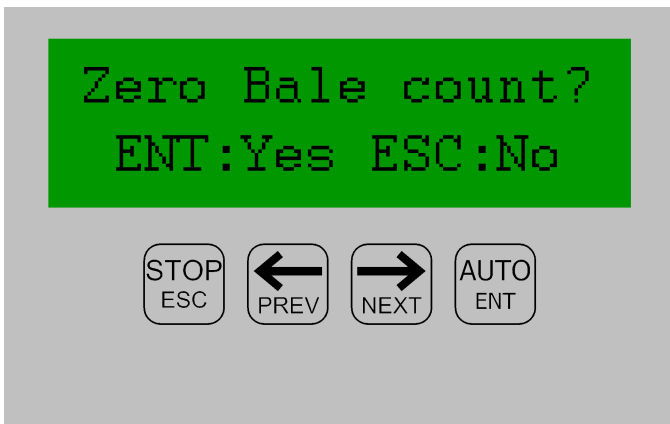 Zero Bale count?
ENT:Yes ESC:No
STOP
ESC
PREV
NEXT
AUTO
ENT